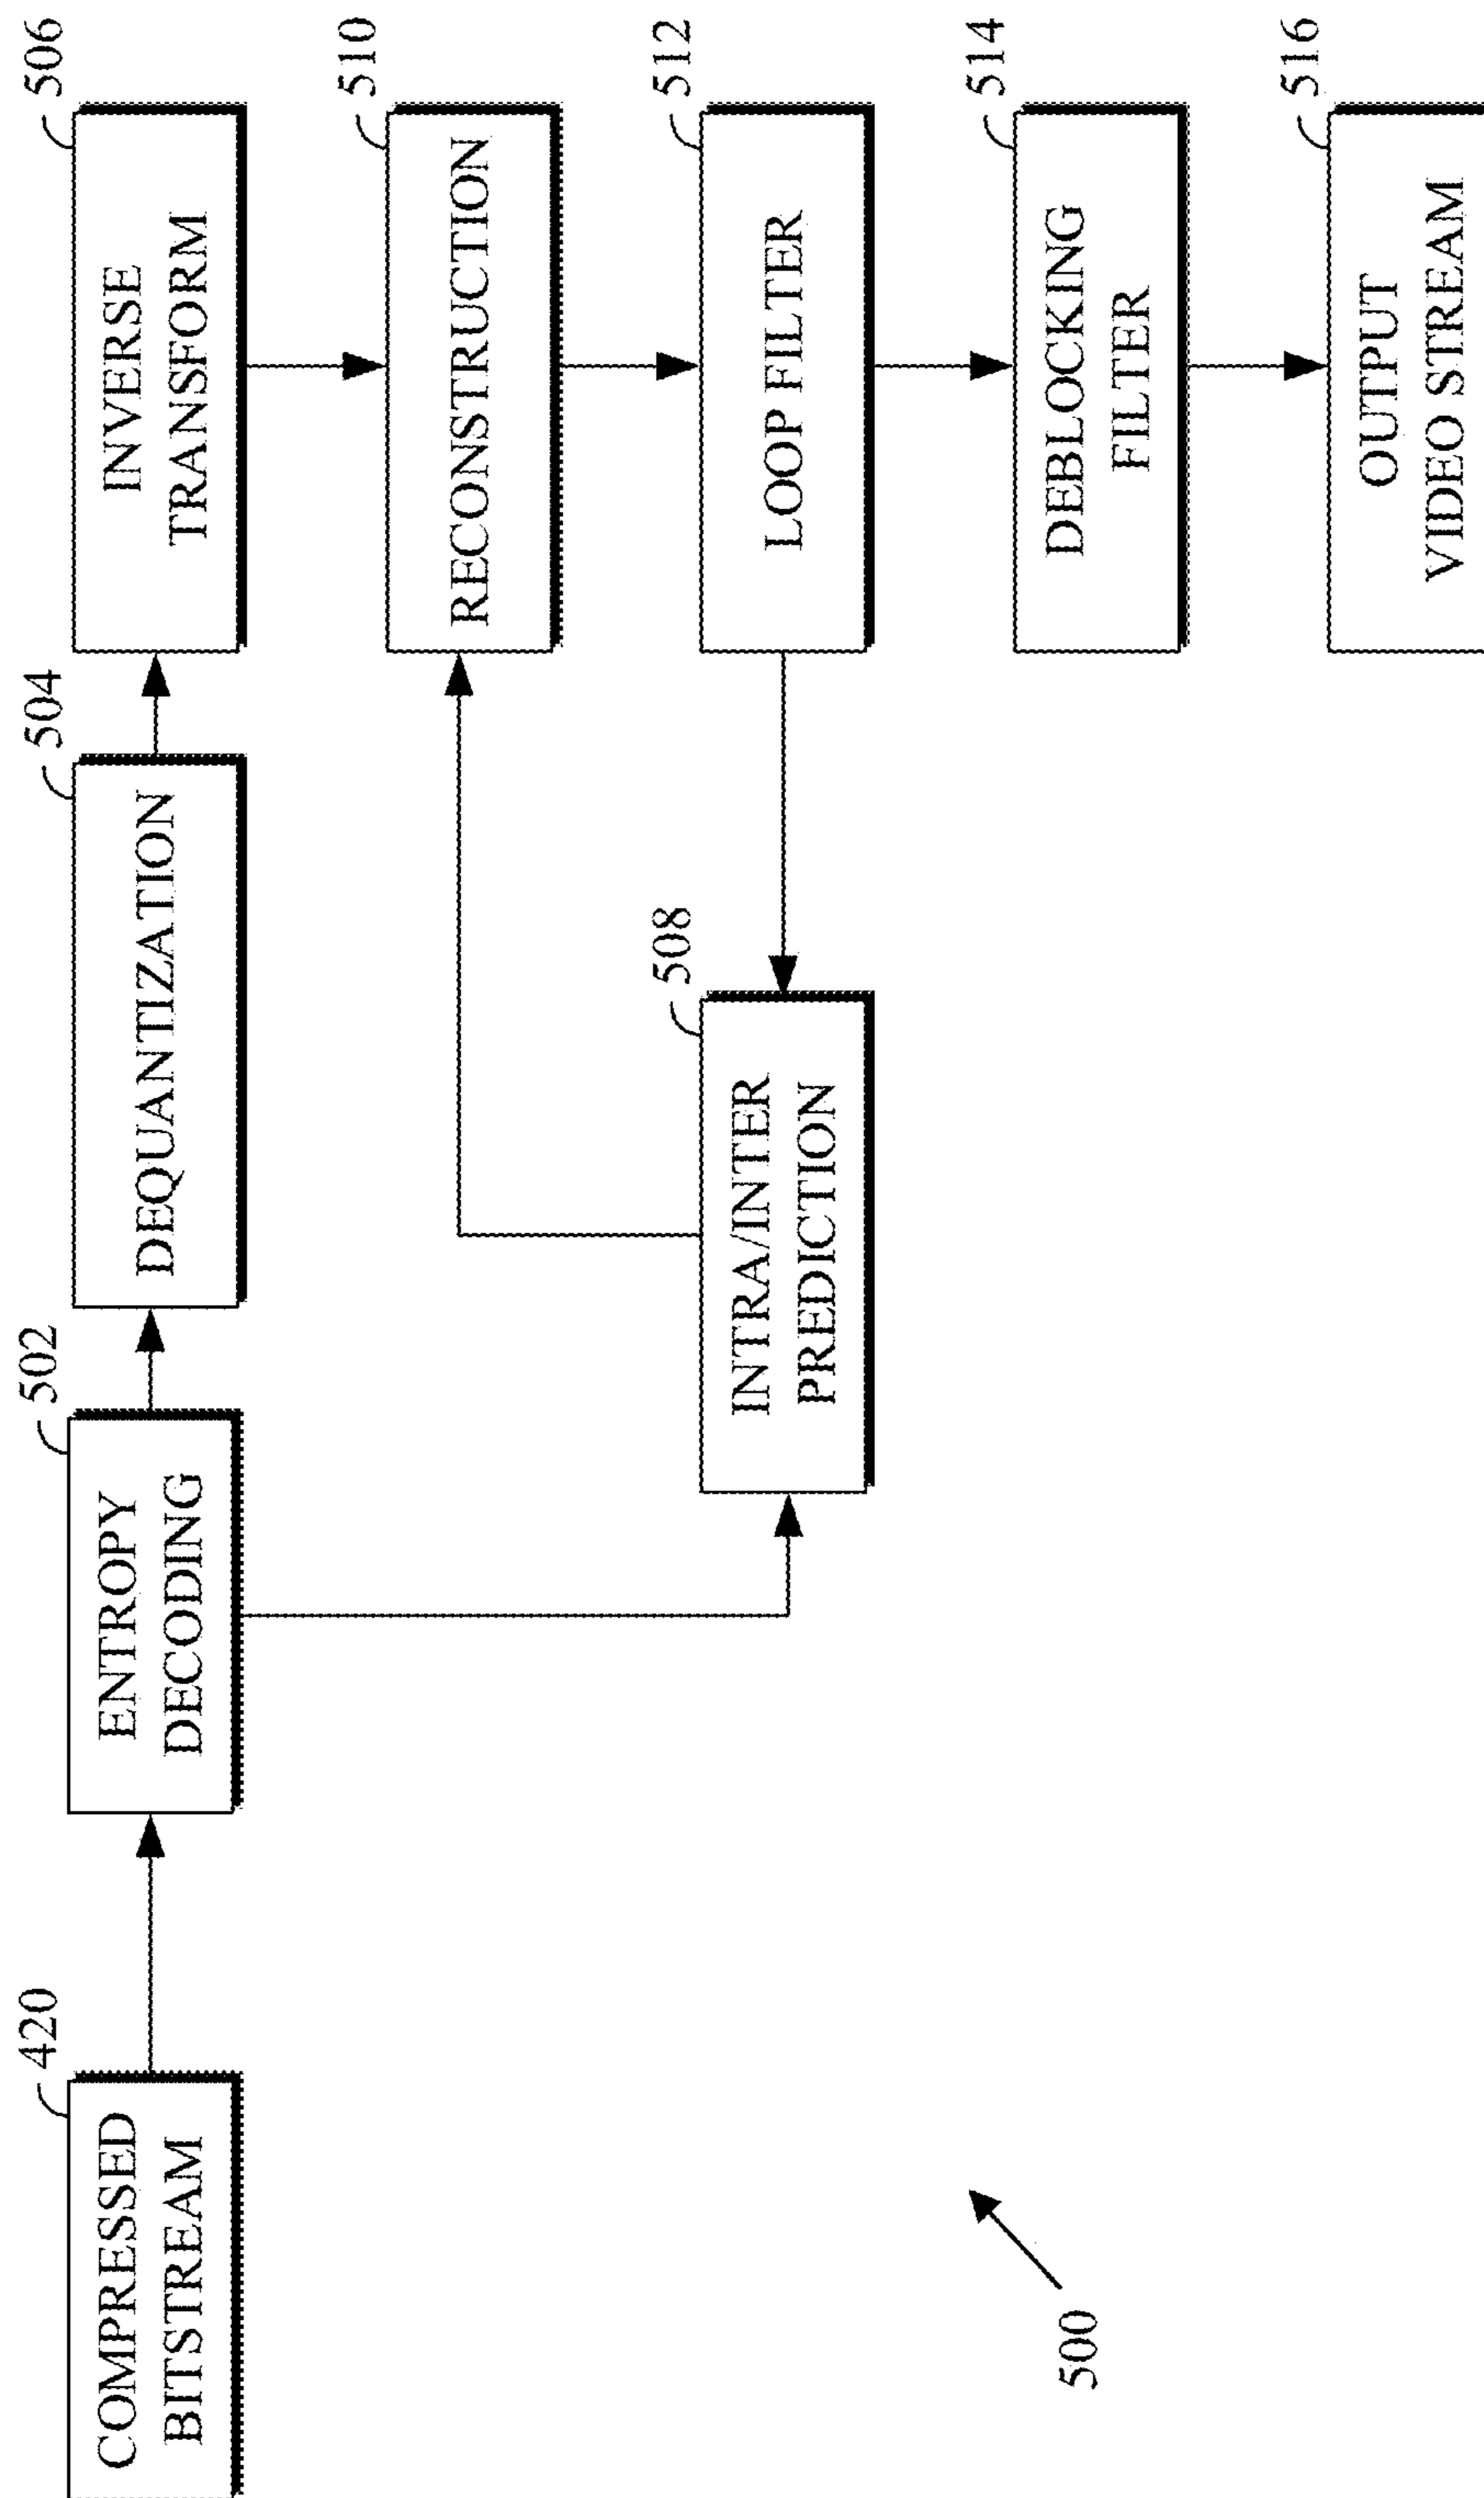 420
COMPRESSED
BITSTREAM
502
ENTROPY
DECODING
504
DEQUANTIZATION
506
INVERSE
TRANSFORM
510
RECONSTRUCTION
508
INTRA/INTER
PREDICTION
512
LOOP FILTER
514
DEBLOCKING
FILTER
516
OUTPUT
VIDEO STREAM
500